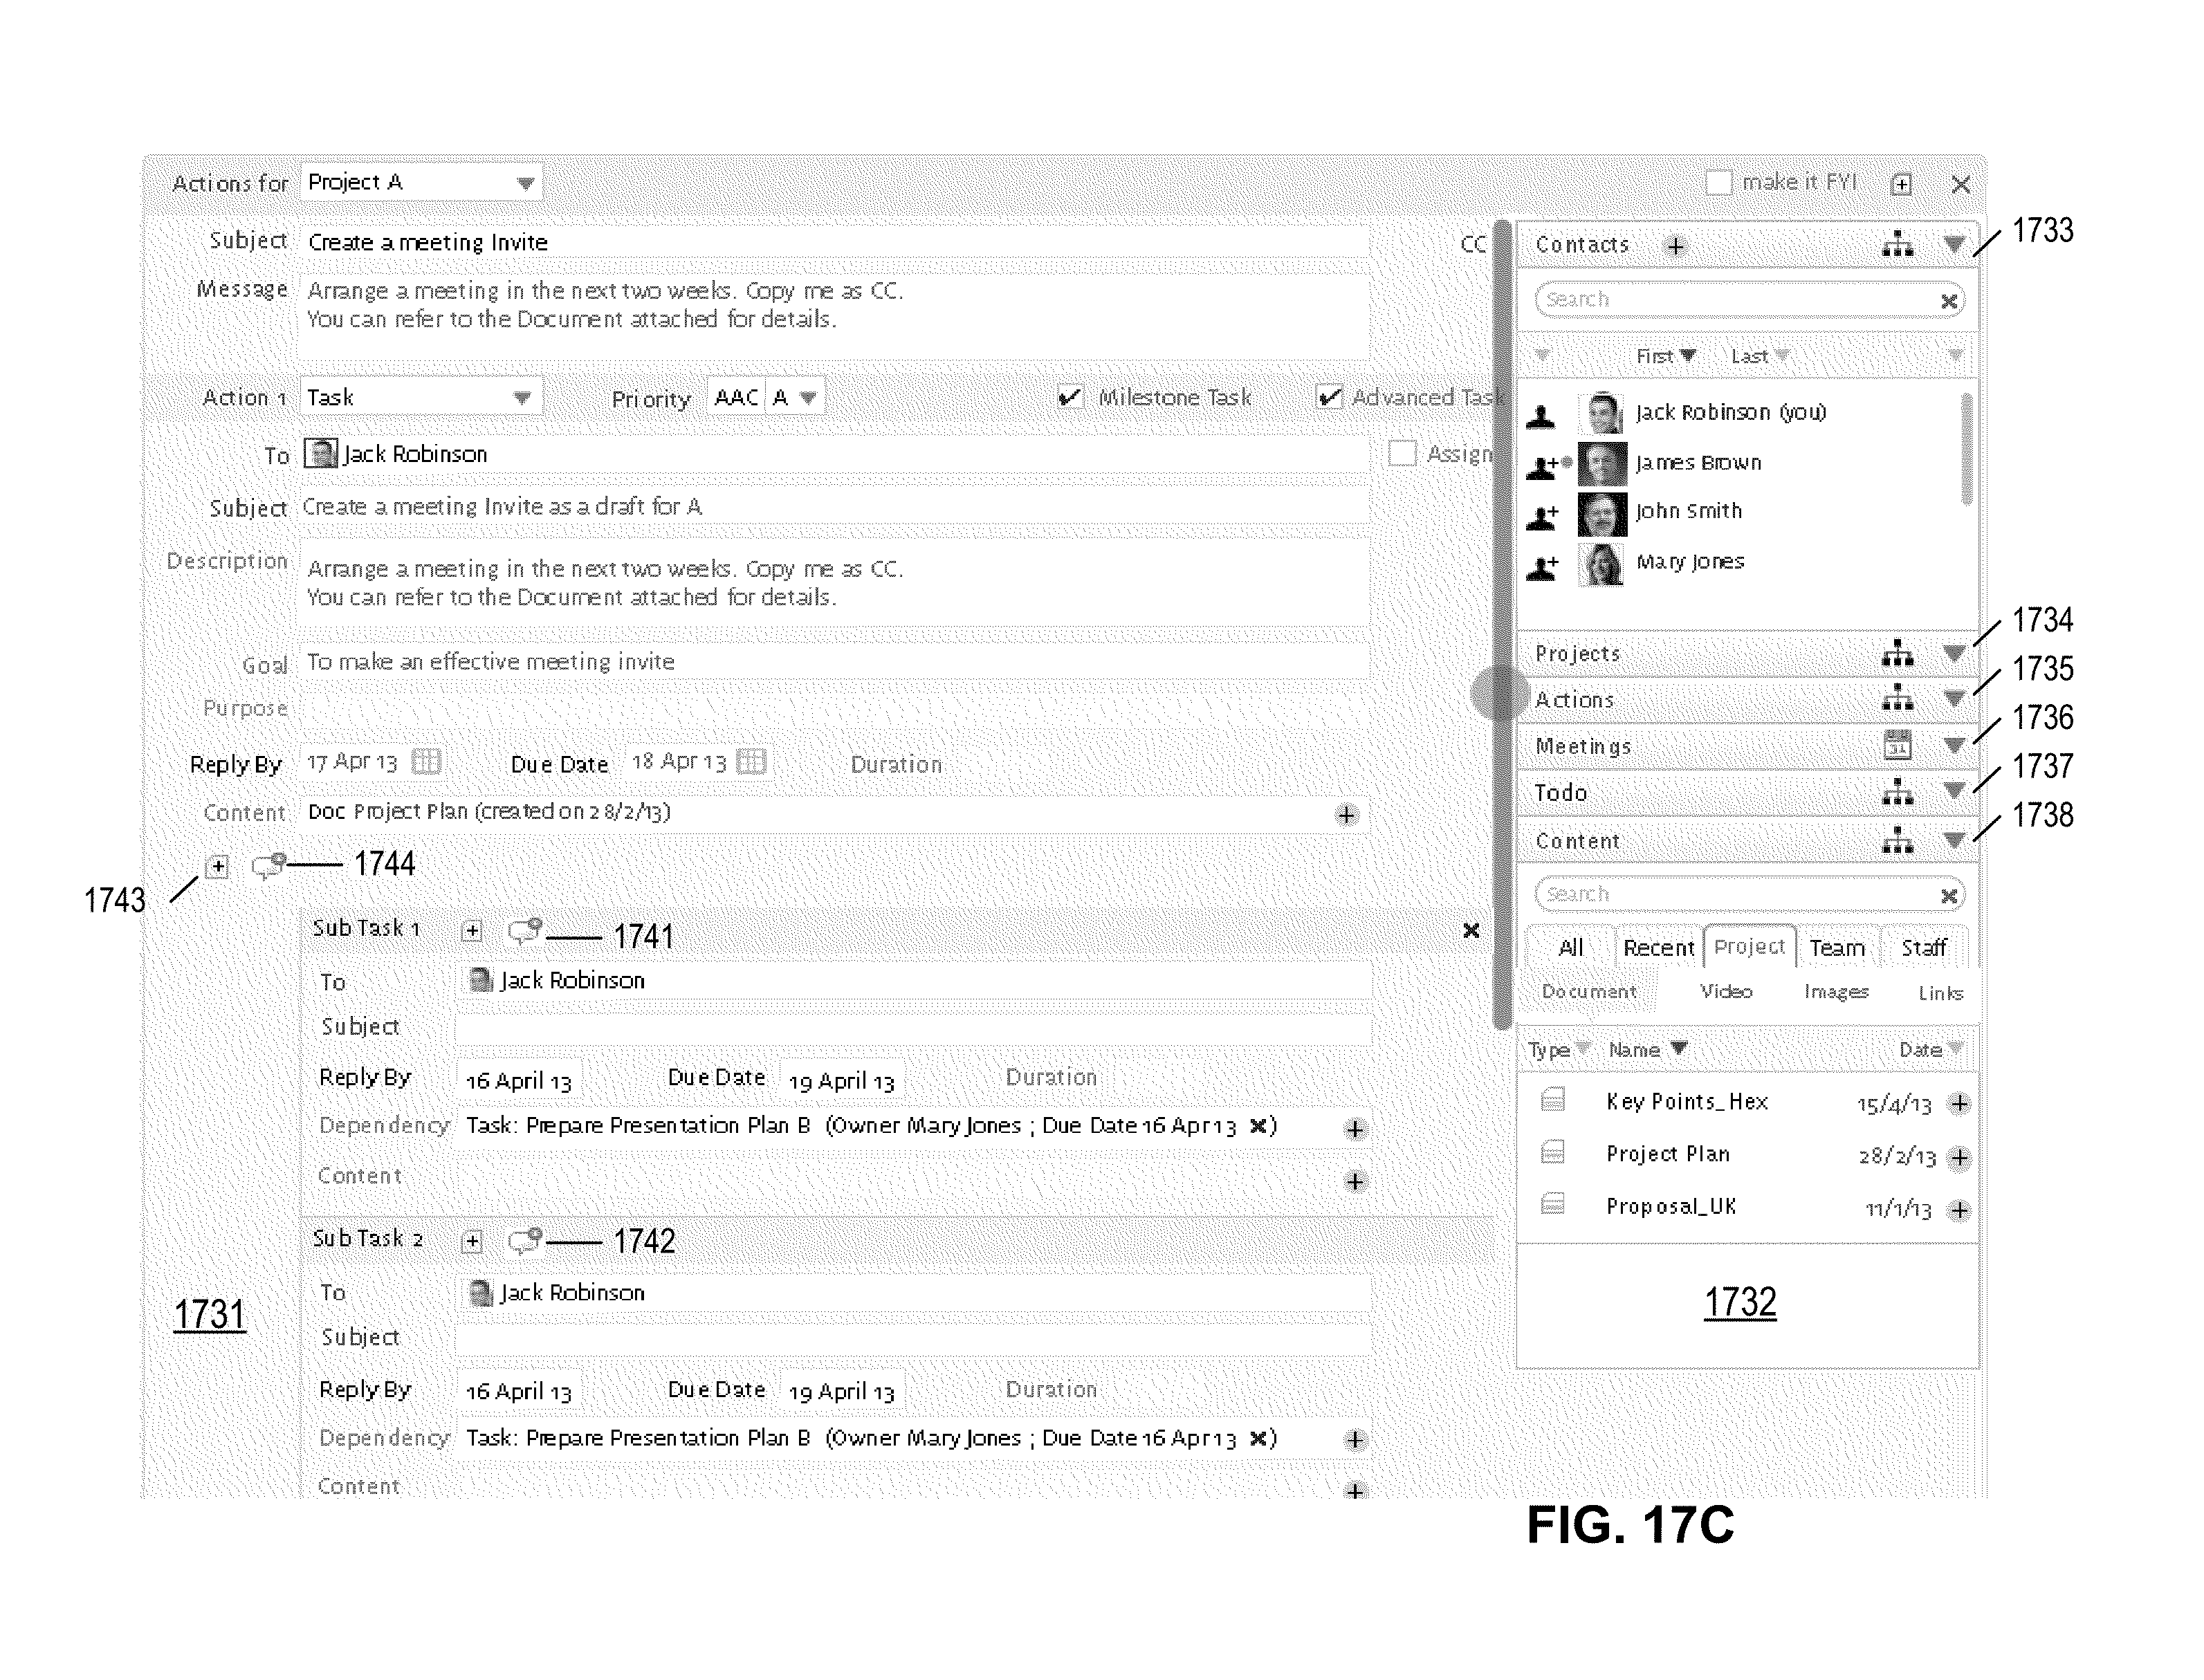 Actions for Project A make it FYI
Subject Create a meeting Invite CC
Message Arrange a meeting in the next two weeks. Copy me as CC.
You can refer to the Document attached for details.
Action 1 Task Priority AAC A Milestone Task Advanced Task
To Jack Robinson Assign
Subject Create a meeting Invite as a draft for A
Description Arrange a meeting in the next two weeks. Copy me as CC.
You can refer to the Document attached for details.
Goal To make an effective meeting invite
Purpose
Reply By 17 Apr 13 Due Date 18 Apr 13 Duration
Content Doc Project Plan (created on 28/2/13)
1743
1744
Sub Task 1 1741
To Jack Robinson
Subject
Reply By 16 April 13 Due Date 19 April 13 Duration
Dependency Task: Prepare Presentation Plan B (Owner Mary Jones ; Due Date 16 Apr 13 ✖)
Content
Sub Task 2 1742
To Jack Robinson
Subject
Reply By 16 April 13 Due Date 19 April 13 Duration
Dependency Task: Prepare Presentation Plan B (Owner Mary Jones ; Due Date 16 Apr 13 ✖)
Content
1731
Contacts 1733
Search
First Last
Jack Robinson (you)
James Brown
John Smith
Mary Jones
Projects 1734
Actions 1735
Meetings 31 1736
Todo 1737
Content 1738
Search
All Recent Project Team Staff
Document Video Images Links
Type Name Date
Key Points_Hex 15/4/13
Project Plan 28/2/13
Proposal_UK 11/1/13
1732
FIG. 17C